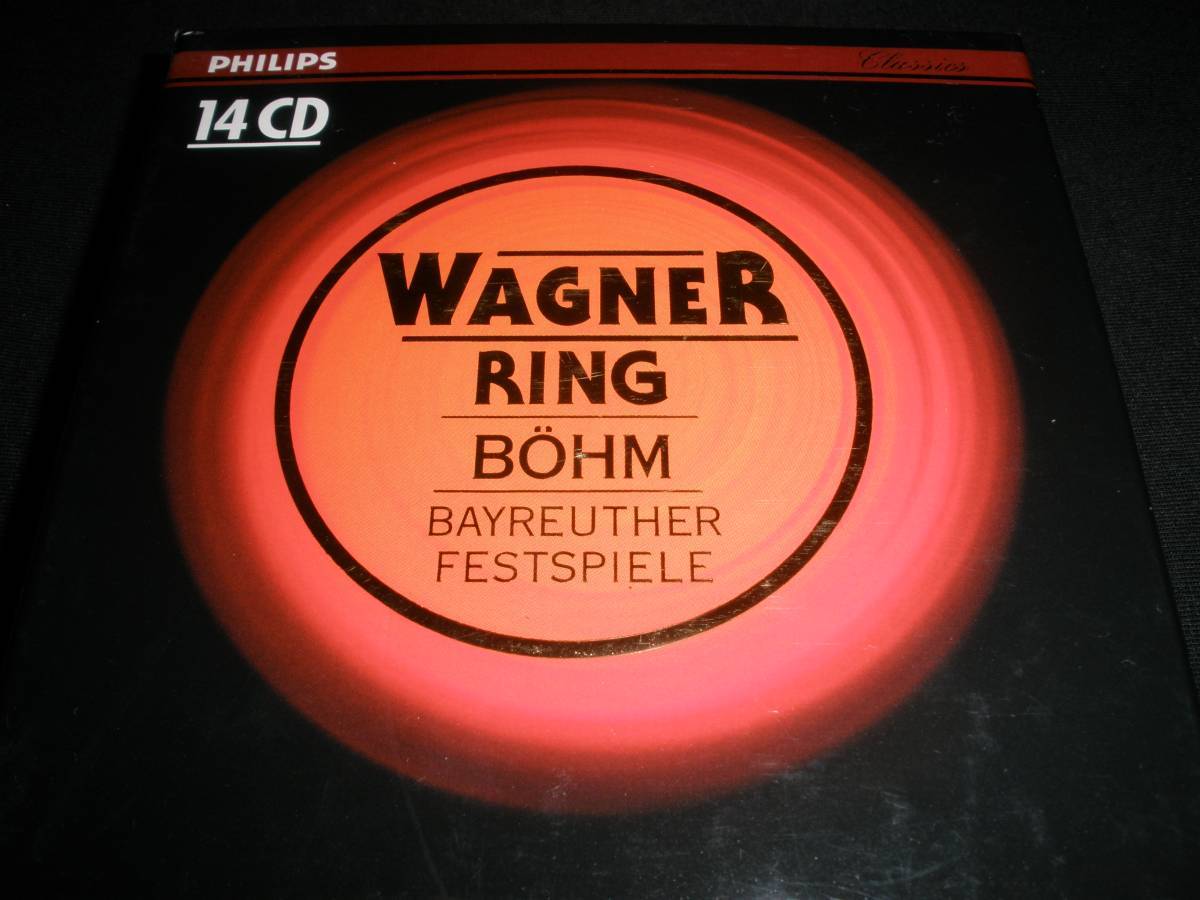 PHILIPS
Classics
14 CD
WAGNER
RING
BÖHM
BAYREUTHER
FESTSPIELE